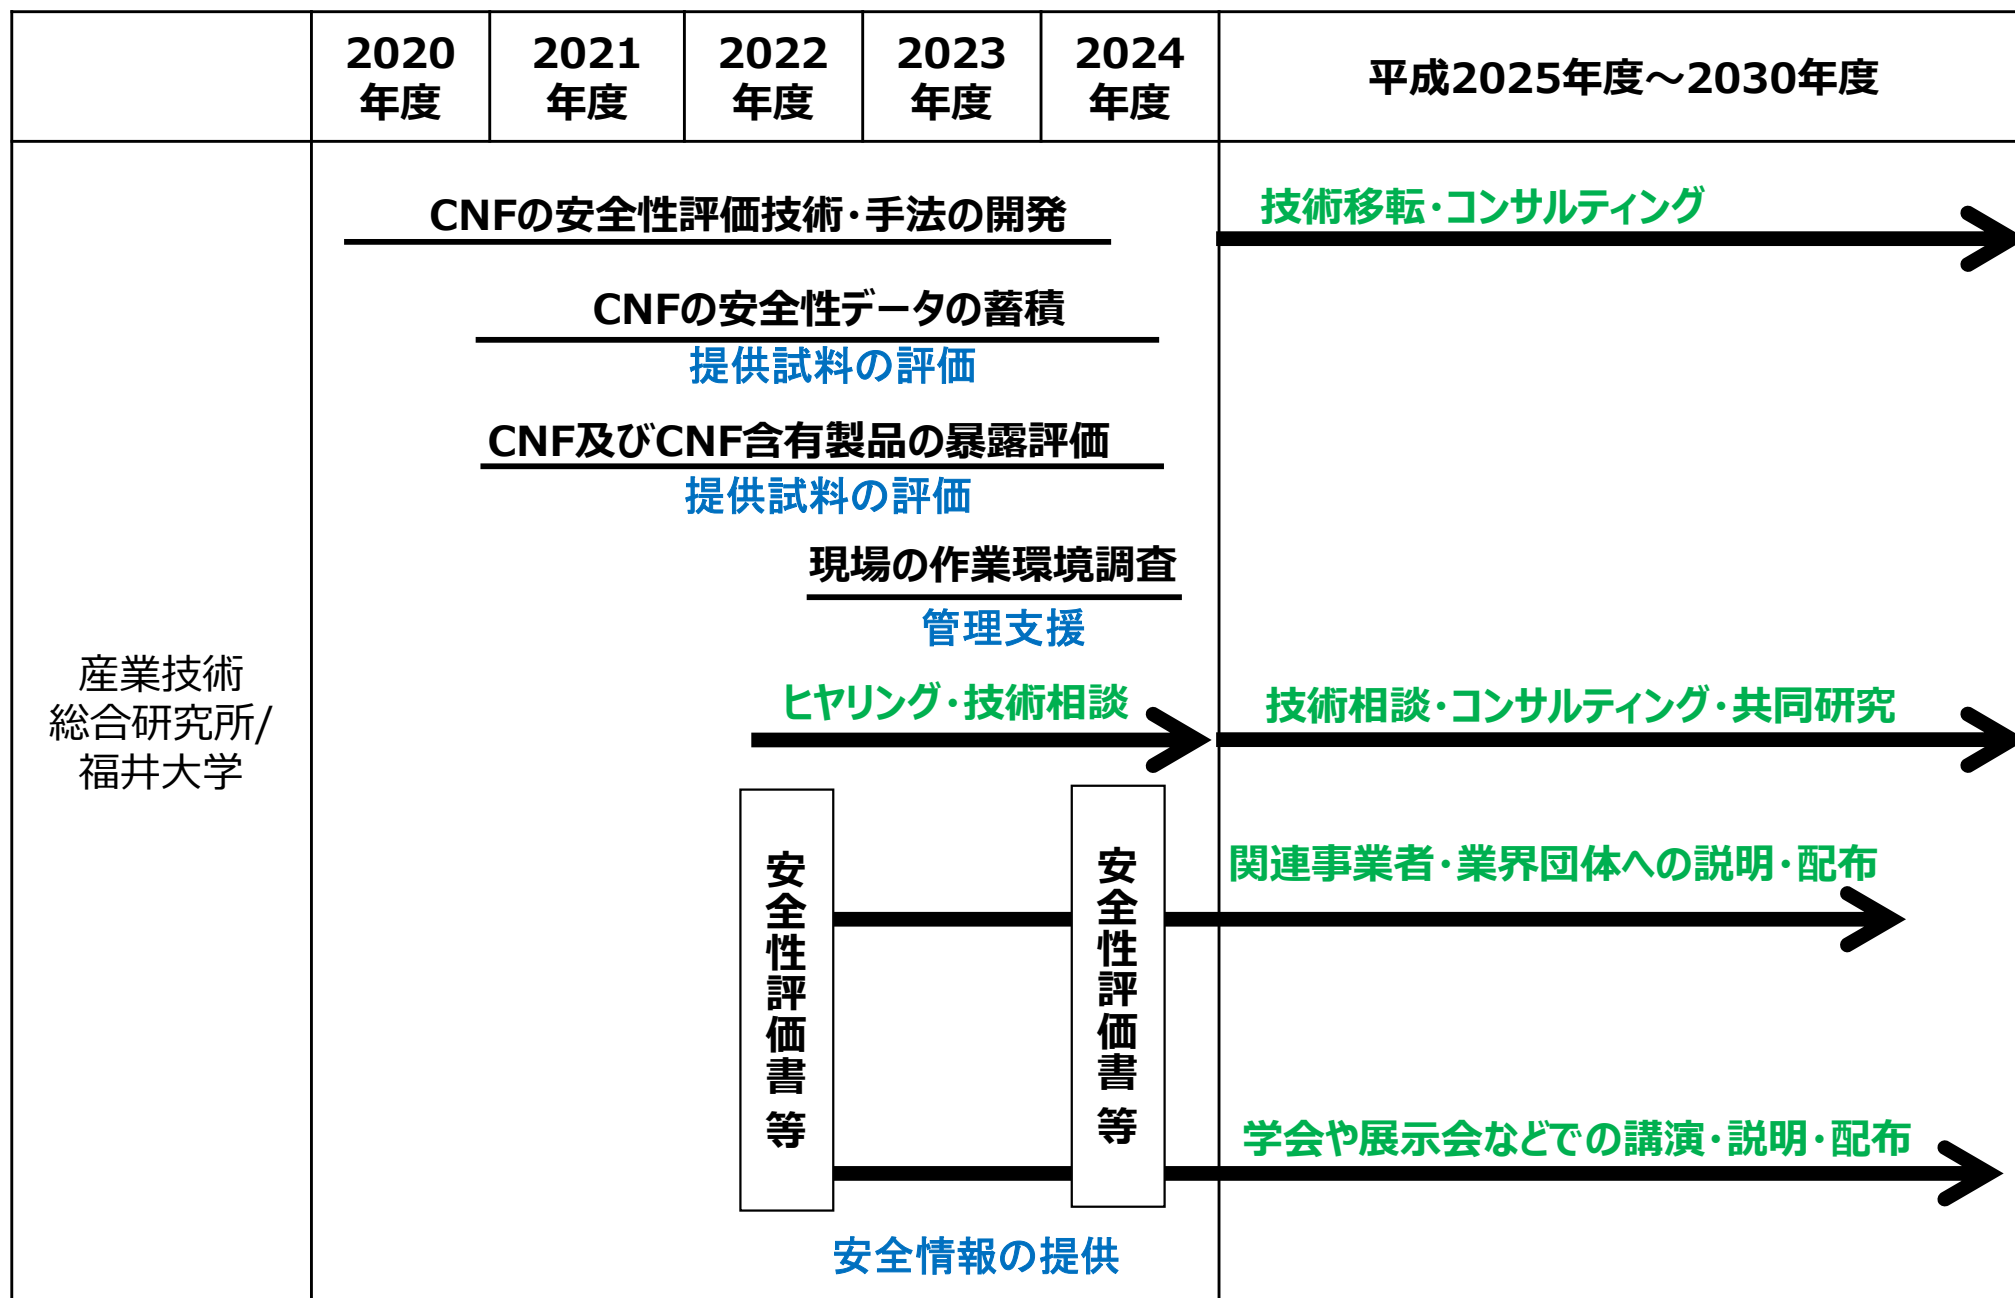 2020
年度
2021
年度
2022
年度
2023
年度
2024
年度
平成2025年度～2030年度
産業技術
総合研究所/
福井大学
CNFの安全性評価技術・手法の開発
技術移転・コンサルティング
CNFの安全性データの蓄積
提供試料の評価
CNF及びCNF含有製品の暴露評価
提供試料の評価
現場の作業環境調査
管理支援
ヒヤリング・技術相談
技術相談・コンサルティング・共同研究
安全性評価書 等
安全性評価書 等
関連事業者・業界団体への説明・配布
学会や展示会などでの講演・説明・配布
安全情報の提供